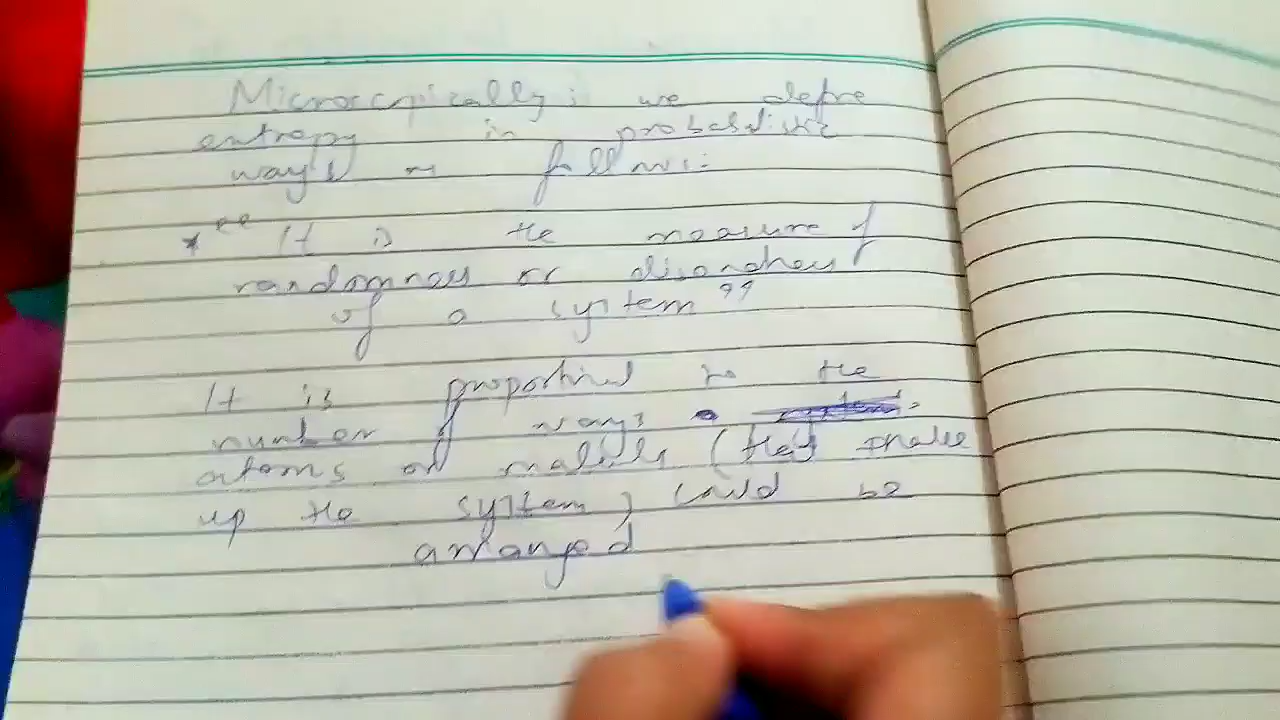 Microscopically; we define
entropy in probabilistic
ways as follows:
* "It is the measure of
randomness or disorder
of a system"
It is proportional to the
number of ways
atoms or molecules (that make
up the system) could be
arranged